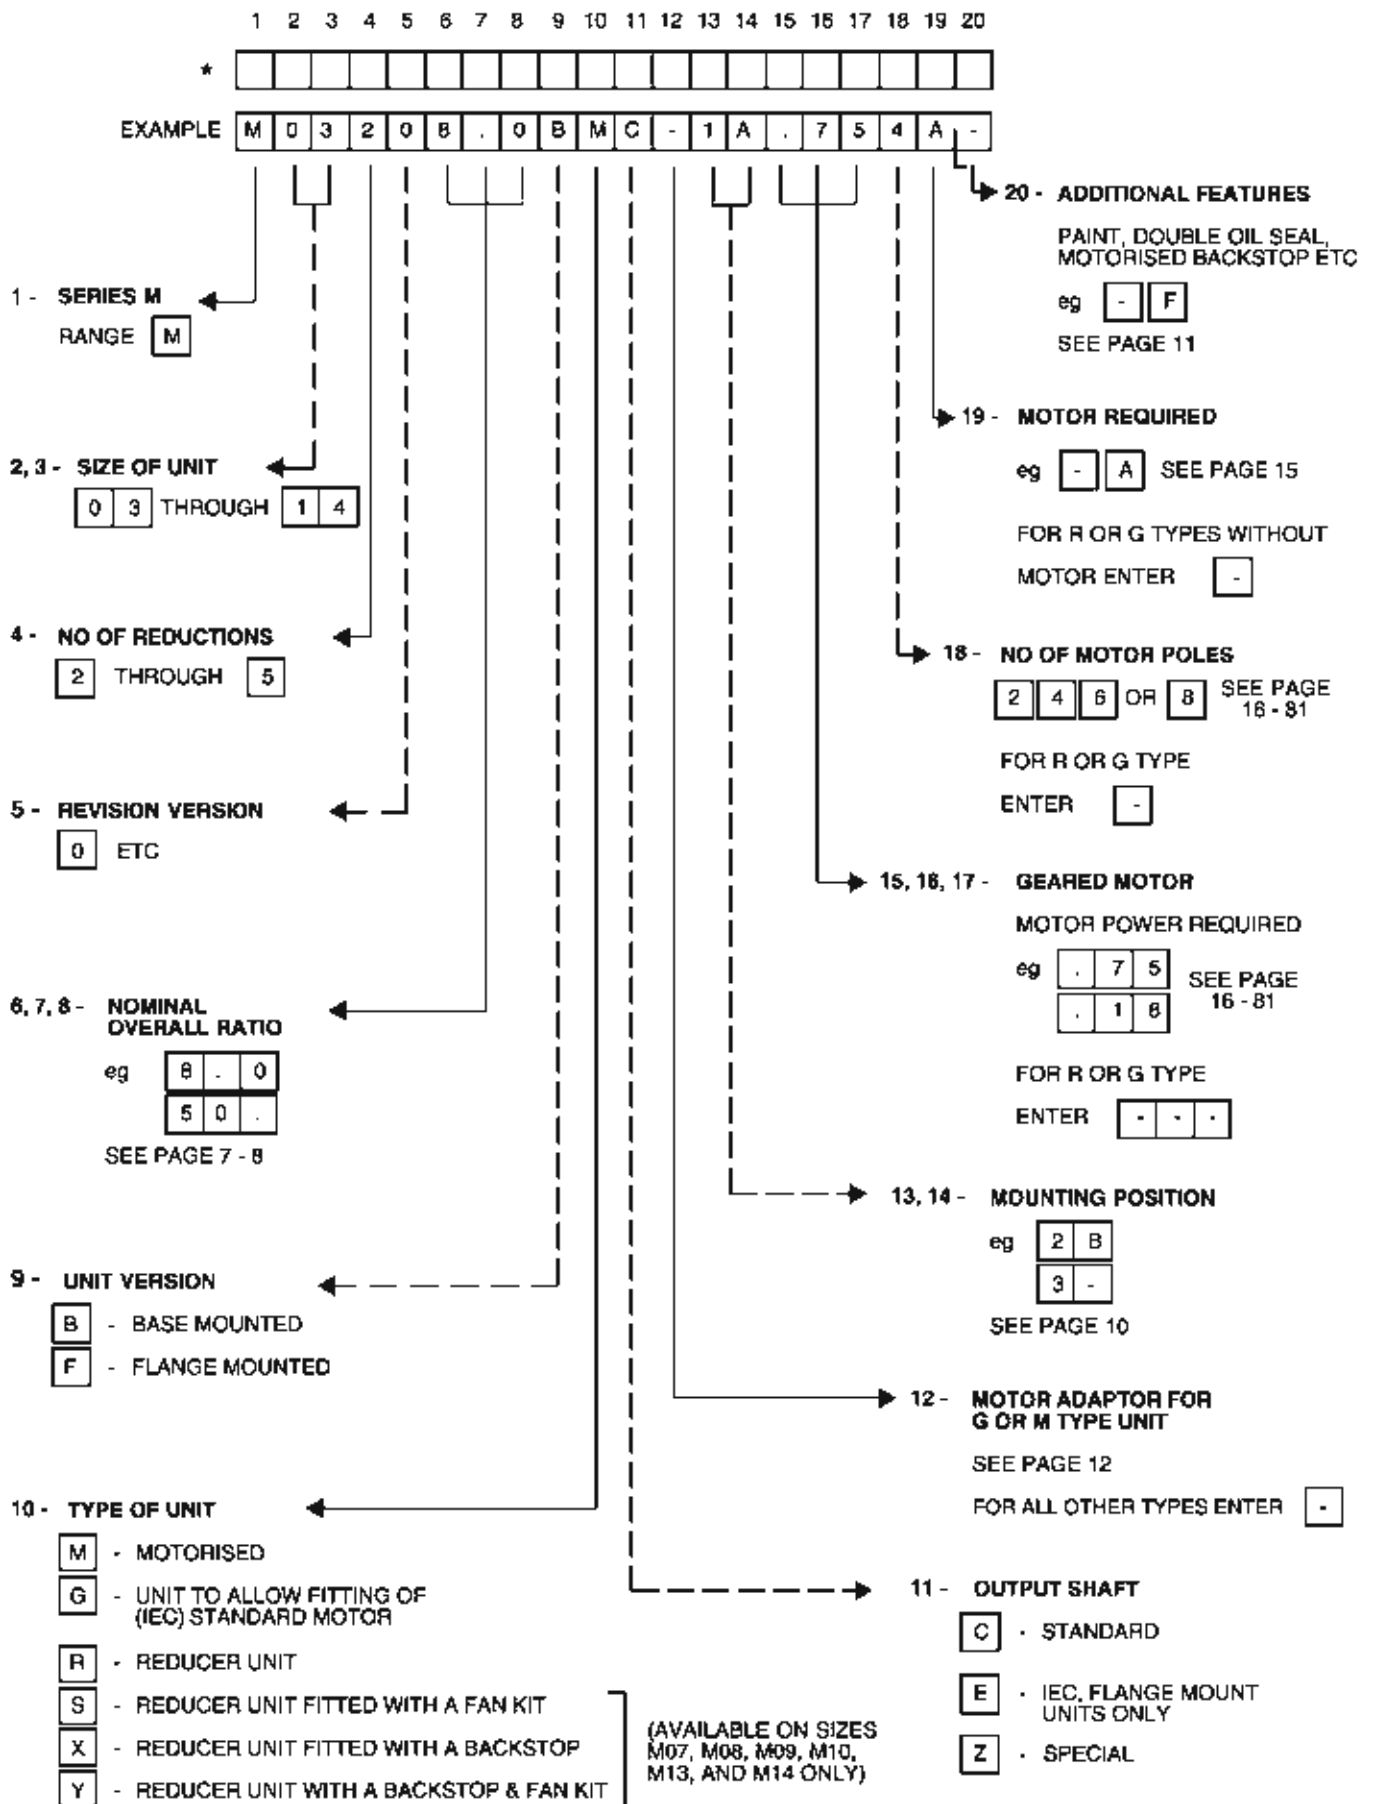 1 2 3 4 5 6 7 8 9 10 11 12 13 14 15 16 17 18 19 20
*
EXAMPLE M 0 3 2 0 8 . 0 B M C - 1 A . 7 5 4 A -
20 - ADDITIONAL FEATURES
PAINT, DOUBLE OIL SEAL,
MOTORISED BACKSTOP ETC
eg - F
SEE PAGE 11
1 - SERIES M
RANGE M
19 - MOTOR REQUIRED
eg - A SEE PAGE 15
FOR R OR G TYPES WITHOUT
MOTOR ENTER -
2, 3 - SIZE OF UNIT
0 3 THROUGH 1 4
4 - NO OF REDUCTIONS
2 THROUGH 5
18 - NO OF MOTOR POLES
2 4 6 OR 8 SEE PAGE
16 - 81
FOR R OR G TYPE
ENTER -
5 - REVISION VERSION
0 ETC
15, 16, 17 - GEARED MOTOR
MOTOR POWER REQUIRED
eg . 7 5
. 1 8
SEE PAGE
16 - 81
FOR R OR G TYPE
ENTER - - -
6, 7, 8 - NOMINAL
OVERALL RATIO
eg 8 . 0
5 0 .
SEE PAGE 7 - 8
13, 14 - MOUNTING POSITION
eg 2 B
3 -
SEE PAGE 10
9 - UNIT VERSION
B - BASE MOUNTED
F - FLANGE MOUNTED
12 - MOTOR ADAPTOR FOR
G OR M TYPE UNIT
SEE PAGE 12
FOR ALL OTHER TYPES ENTER -
10 - TYPE OF UNIT
M - MOTORISED
G - UNIT TO ALLOW FITTING OF
(IEC) STANDARD MOTOR
R - REDUCER UNIT
S - REDUCER UNIT FITTED WITH A FAN KIT
X - REDUCER UNIT FITTED WITH A BACKSTOP
Y - REDUCER UNIT WITH A BACKSTOP & FAN KIT
(AVAILABLE ON SIZES
M07, M08, M09, M10,
M13, AND M14 ONLY)
11 - OUTPUT SHAFT
C - STANDARD
E - IEC, FLANGE MOUNT
UNITS ONLY
Z - SPECIAL